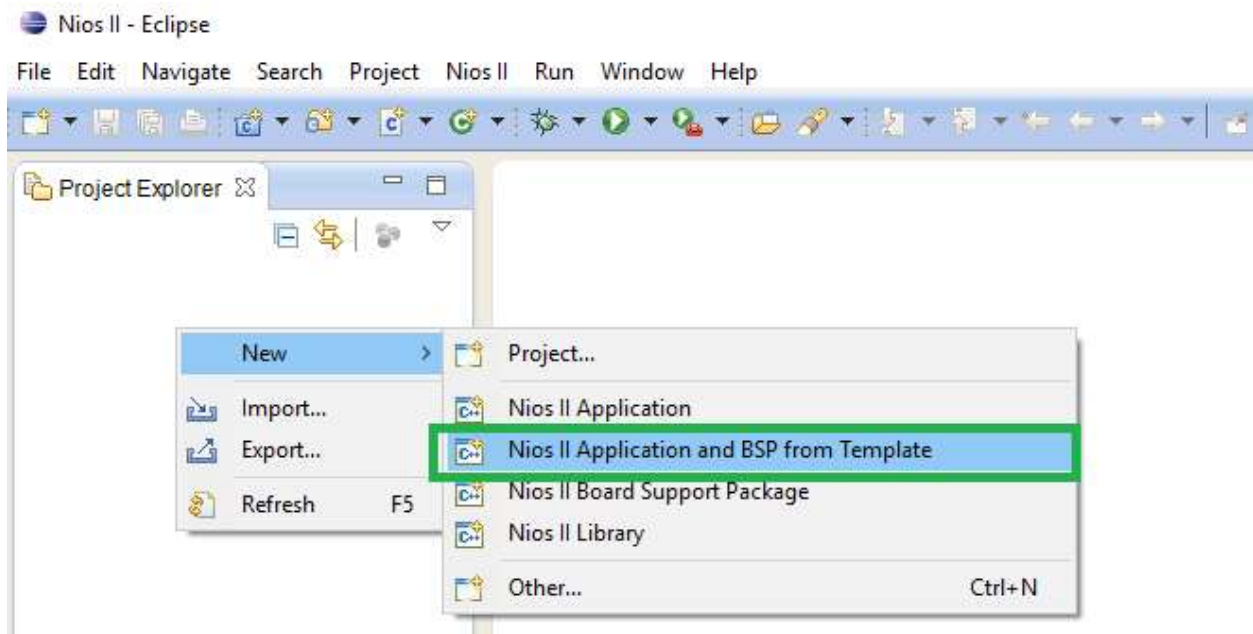 Nios II - Eclipse
File Edit Navigate Search Project Nios II Run Window Help
Project Explorer
New
Project...
Import...
Nios II Application
Export...
Nios II Application and BSP from Template
Refresh F5
Nios II Board Support Package
Nios II Library
Other... Ctrl+N